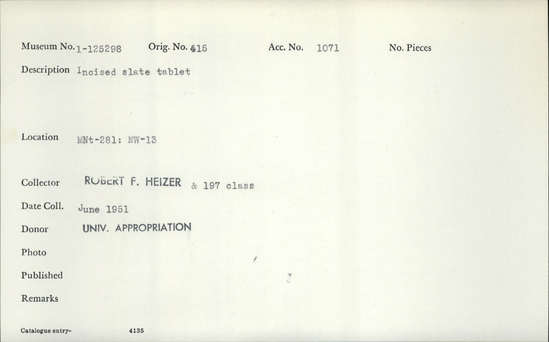 Museum No. 1-125298 Orig. No. 415 Acc. No. 1071 No. Pieces
Description Incised slate tablet
Location MNt-281: NW-13
Collector ROBERT F. HEIZER & 197 class
Date Coll. June 1951
Donor UNIV. APPROPRIATION
Photo
Published
Remarks
Catalogue entry- 4135